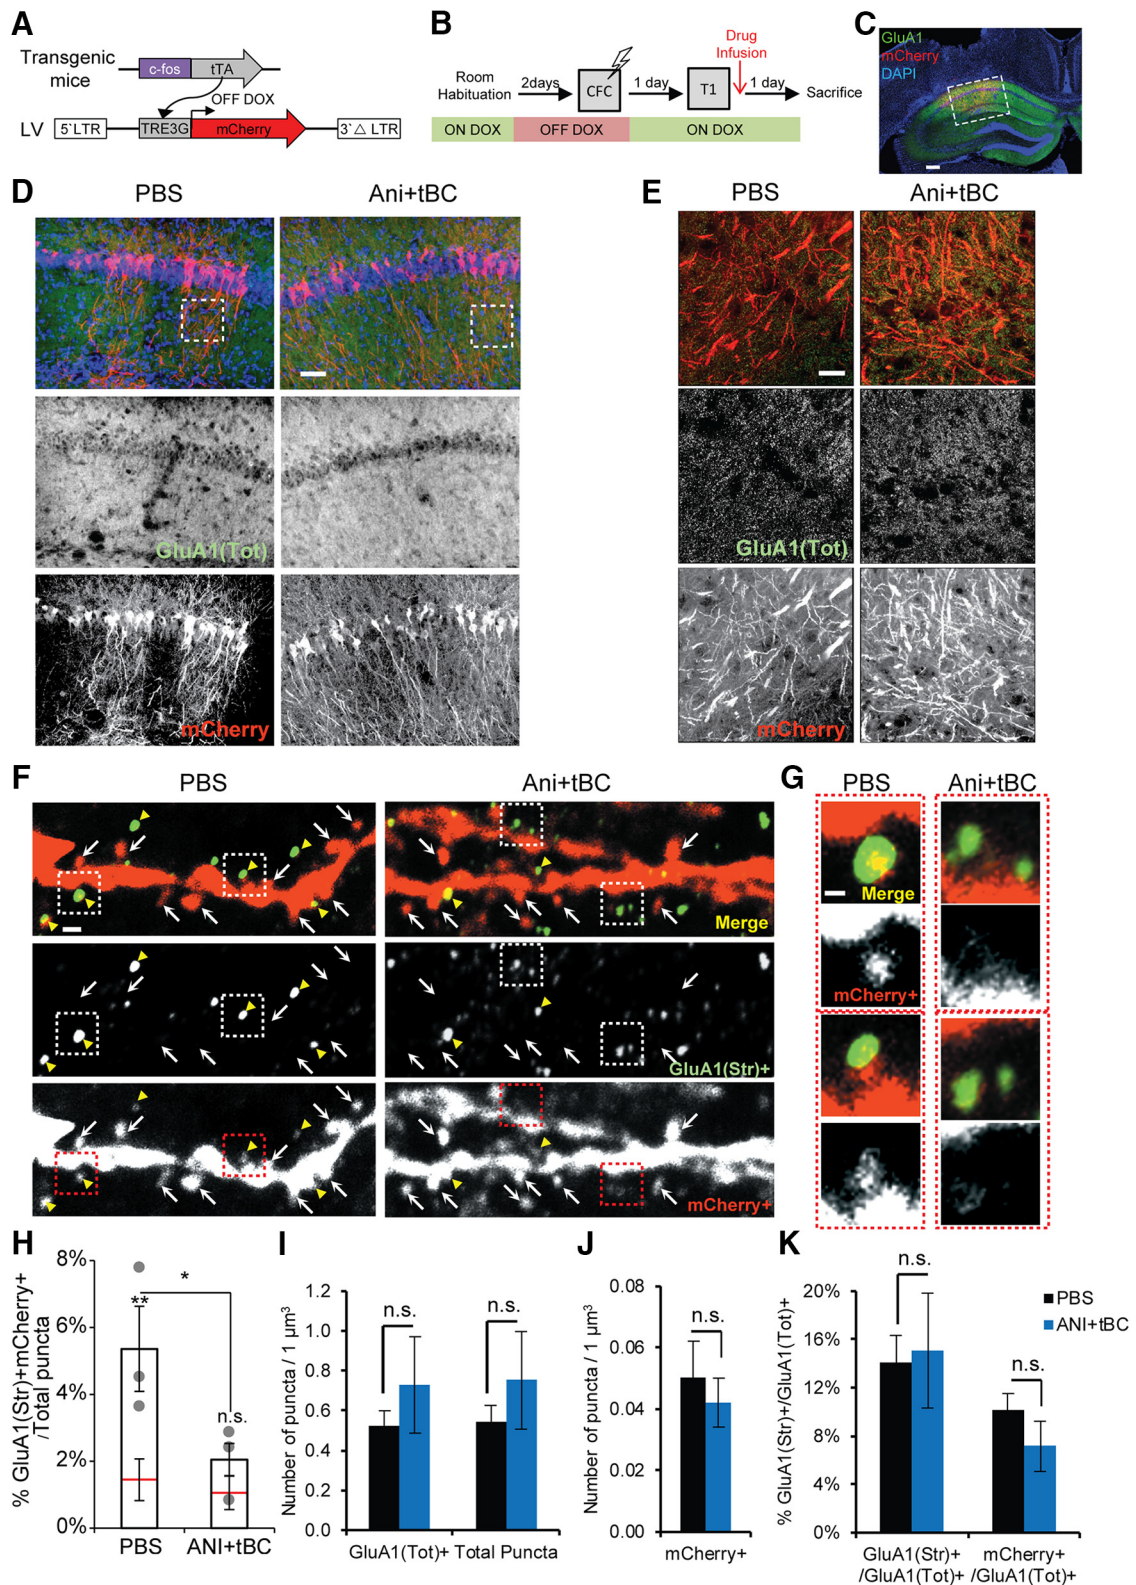 A
Transgenic
mice
c-fos
tTA
OFF DOX
LV
5`LTR
TRE3G
mCherry
3`△ LTR
B
Room
Habituation
2days
CFC
1 day
T1
Drug
Infusion
1 day
Sacrifice
ON DOX
OFF DOX
ON DOX
C
GluA1
mCherry
DAPI
D
PBS
Ani+tBC
GluA1(Tot)
mCherry
E
PBS
Ani+tBC
GluA1(Tot)
mCherry
F
PBS
Ani+tBC
Merge
GluA1(Str)+
mCherry+
G
PBS
Ani+tBC
Merge
mCherry+
H
% GluA1(Str)+mCherry+
/Total puncta
8%
6%
4%
2%
0%
*
**
n.s.
PBS
ANI+tBC
I
Number of puncta / 1 µm³
1.2
1.0
0.8
0.6
0.4
0.2
0.0
n.s.
n.s.
GluA1(Tot)+
Total Puncta
J
Number of puncta / 1 µm³
0.08
0.06
0.04
0.02
0.00
n.s.
mCherry+
K
% GluA1(Str)+/GluA1(Tot)+
20%
16%
12%
8%
4%
0%
n.s.
n.s.
PBS
ANI+tBC
GluA1(Str)+
/GluA1(Tot)+
mCherry+
/GluA1(Tot)+